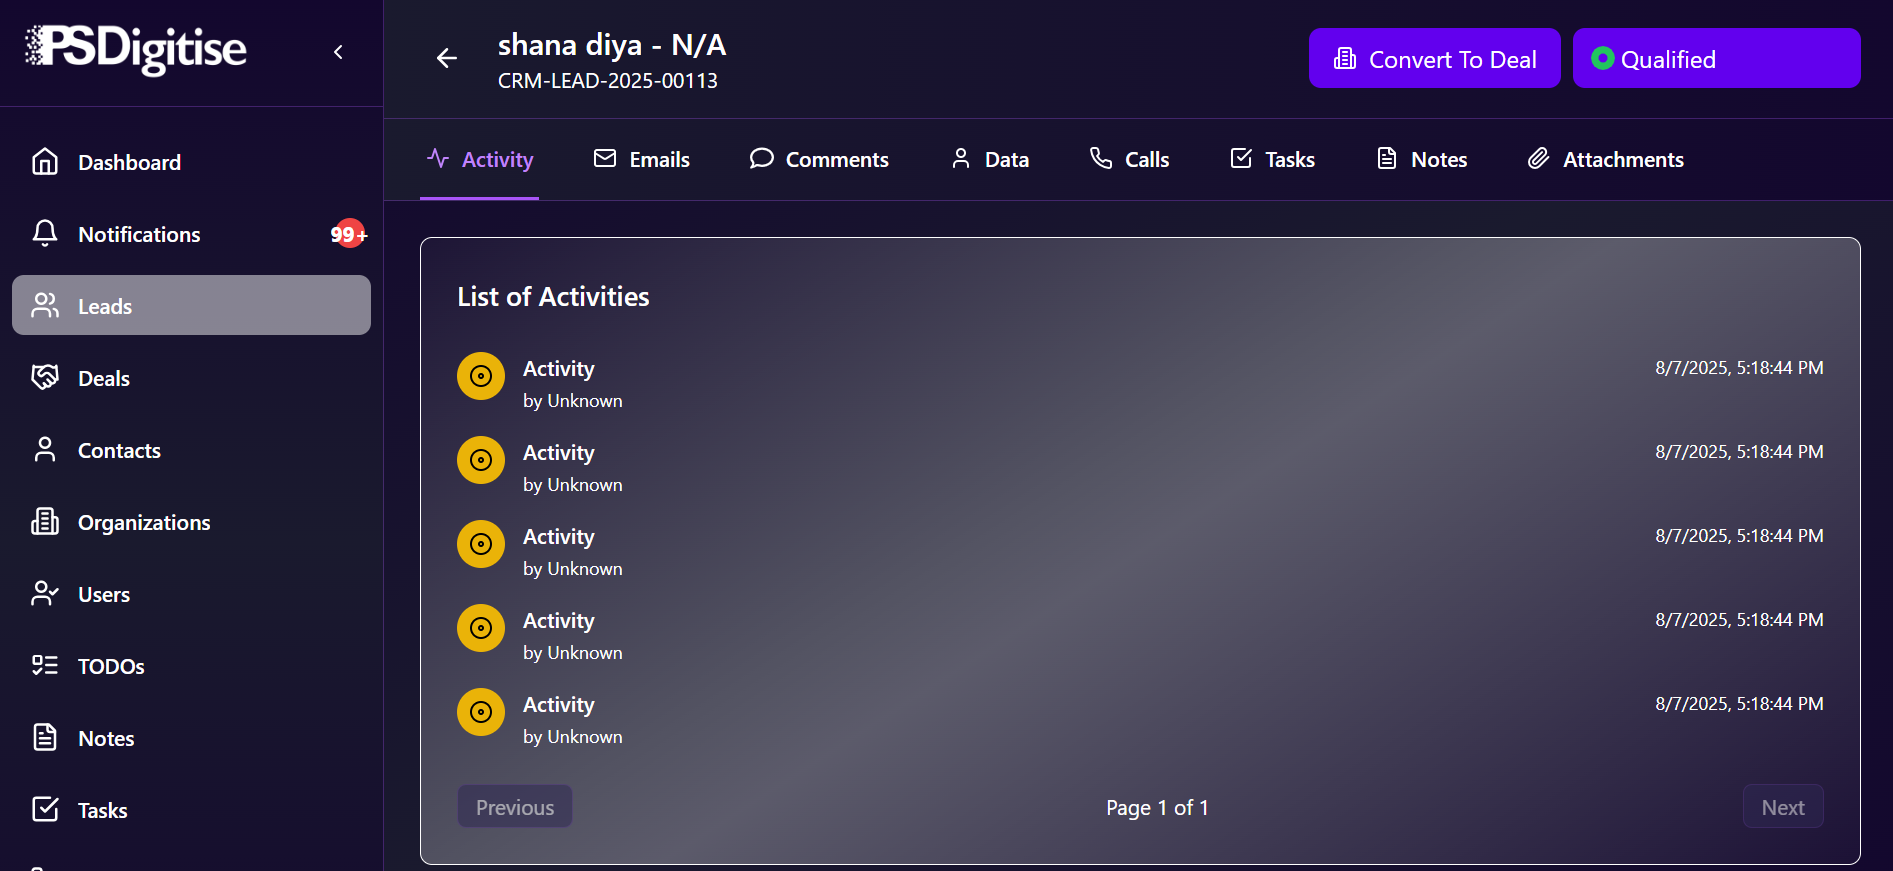 PSDigitise
Dashboard
Notifications
99+
Leads
Deals
Contacts
Organizations
Users
TODOs
Notes
Tasks
shana diya - N/A
CRM-LEAD-2025-00113
Convert To Deal
Qualified
Activity
Emails
Comments
Data
Calls
Tasks
Notes
Attachments
List of Activities
Activity
by Unknown
8/7/2025, 5:18:44 PM
Activity
by Unknown
8/7/2025, 5:18:44 PM
Activity
by Unknown
8/7/2025, 5:18:44 PM
Activity
by Unknown
8/7/2025, 5:18:44 PM
Activity
by Unknown
8/7/2025, 5:18:44 PM
Previous
Page 1 of 1
Next